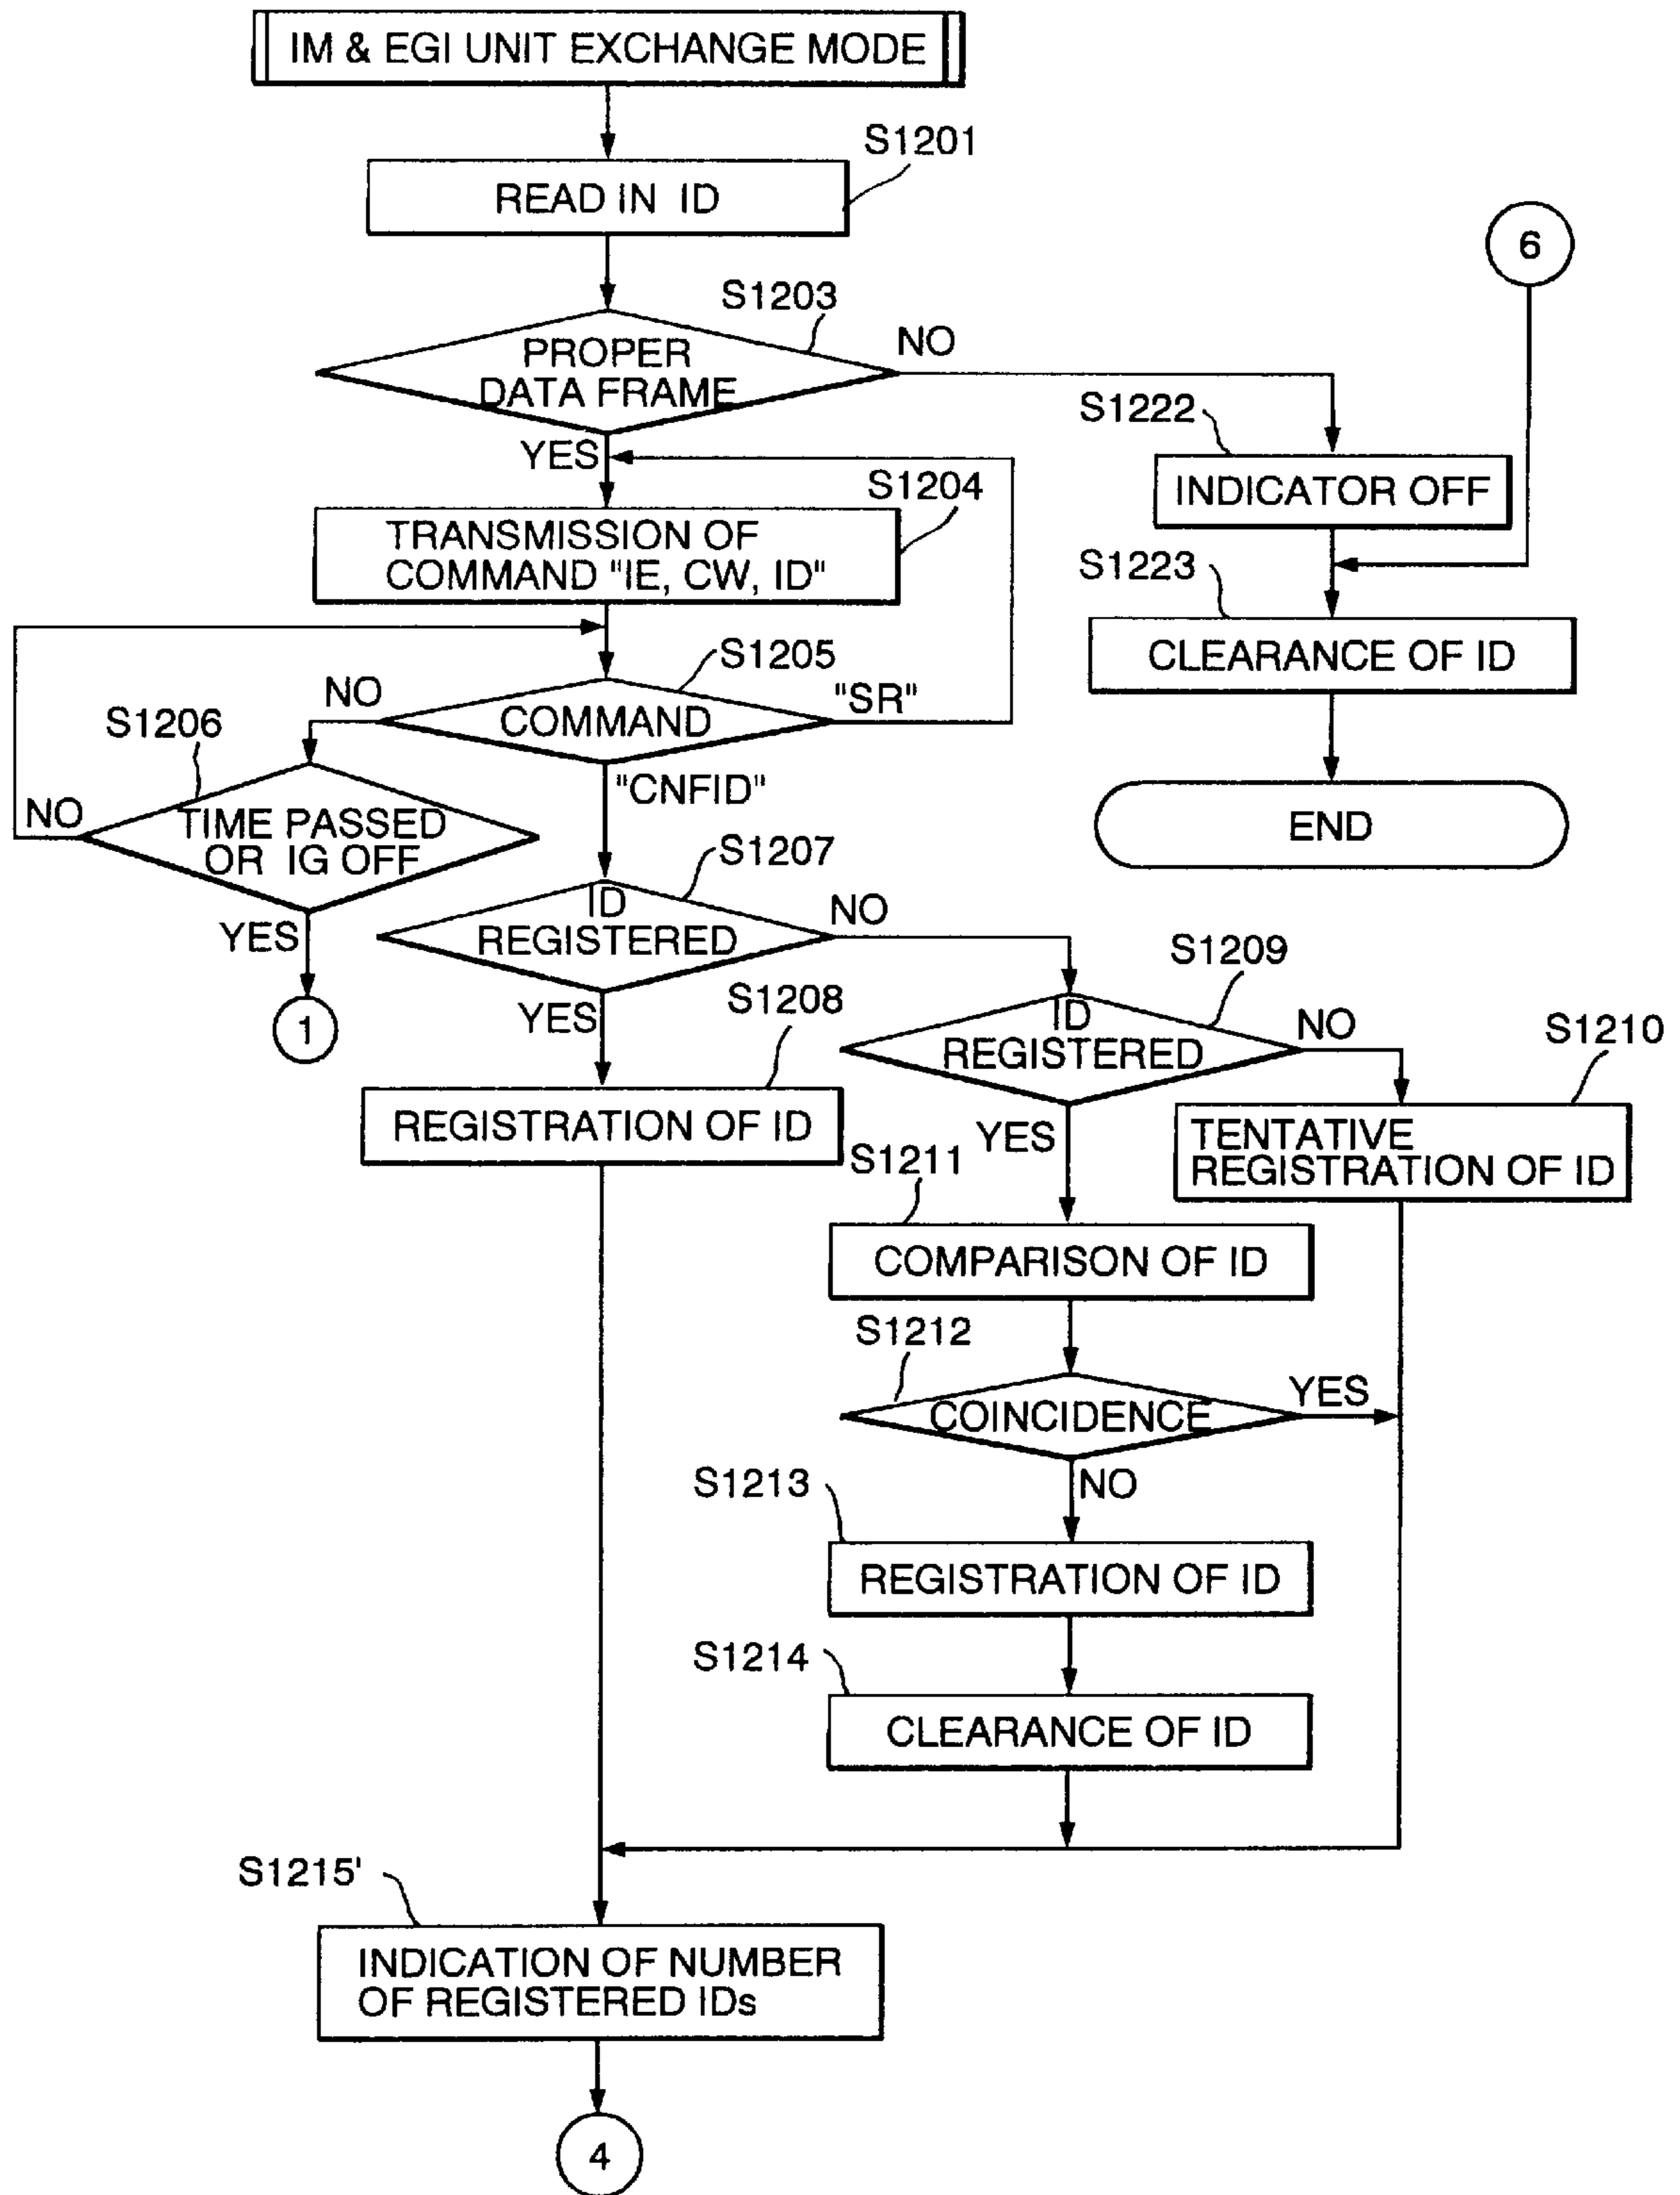 IM & EGI UNIT EXCHANGE MODE
S1201
READ IN ID
6
S1203
PROPER
DATA FRAME
NO
YES
S1222
INDICATOR OFF
S1204
TRANSMISSION OF
COMMAND "IE, CW, ID"
S1223
CLEARANCE OF ID
END
S1205
COMMAND
NO
"SR"
"CNFID"
S1206
TIME PASSED
OR IG OFF
NO
YES
1
S1207
ID
REGISTERED
NO
YES
S1208
REGISTRATION OF ID
S1209
ID
REGISTERED
NO
YES
S1210
TENTATIVE
REGISTRATION OF ID
S1211
COMPARISON OF ID
S1212
COINCIDENCE
YES
NO
S1213
REGISTRATION OF ID
S1214
CLEARANCE OF ID
S1215'
INDICATION OF NUMBER
OF REGISTERED IDs
4